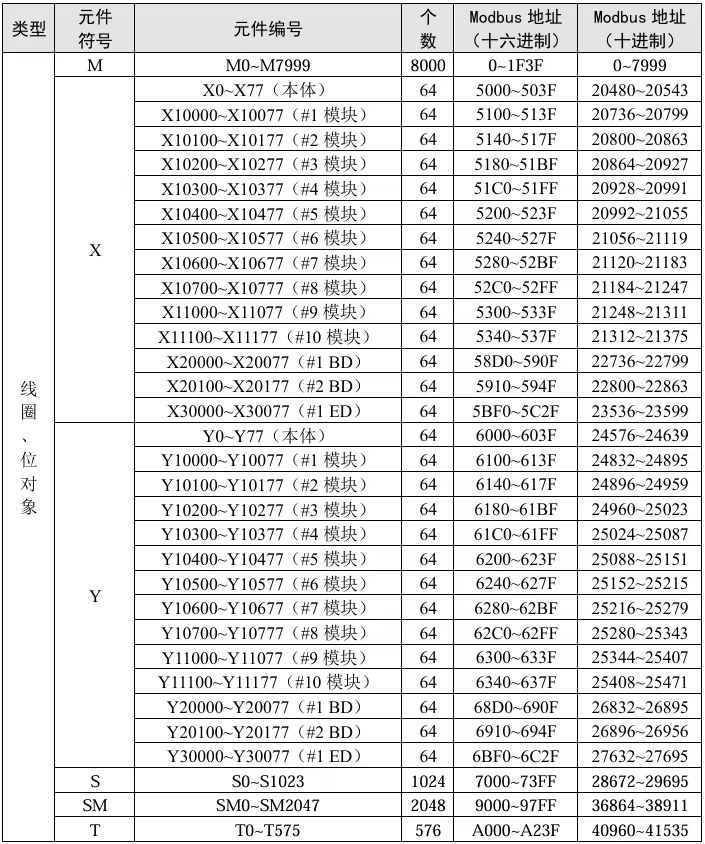 类型 元件符号 元件编号 个数 Modbus 地址（十六进制） Modbus 地址（十进制）
线圈、位对象
M M0~M7999 8000 0~1F3F 0~7999
X
X0~X77（本体） 64 5000~503F 20480~20543
X10000~X10077（#1 模块） 64 5100~513F 20736~20799
X10100~X10177（#2 模块） 64 5140~517F 20800~20863
X10200~X10277（#3 模块） 64 5180~51BF 20864~20927
X10300~X10377（#4 模块） 64 51C0~51FF 20928~20991
X10400~X10477（#5 模块） 64 5200~523F 20992~21055
X10500~X10577（#6 模块） 64 5240~527F 21056~21119
X10600~X10677（#7 模块） 64 5280~52BF 21120~21183
X10700~X10777（#8 模块） 64 52C0~52FF 21184~21247
X11000~X11077（#9 模块） 64 5300~533F 21248~21311
X11100~X11177（#10 模块） 64 5340~537F 21312~21375
X20000~X20077（#1 BD） 64 58D0~590F 22736~22799
X20100~X20177（#2 BD） 64 5910~594F 22800~22863
X30000~X30077（#1 ED） 64 5BF0~5C2F 23536~23599
Y
Y0~Y77（本体） 64 6000~603F 24576~24639
Y10000~Y10077（#1 模块） 64 6100~613F 24832~24895
Y10100~Y10177（#2 模块） 64 6140~617F 24896~24959
Y10200~Y10277（#3 模块） 64 6180~61BF 24960~25023
Y10300~Y10377（#4 模块） 64 61C0~61FF 25024~25087
Y10400~Y10477（#5 模块） 64 6200~623F 25088~25151
Y10500~Y10577（#6 模块） 64 6240~627F 25152~25215
Y10600~Y10677（#7 模块） 64 6280~62BF 25216~25279
Y10700~Y10777（#8 模块） 64 62C0~62FF 25280~25343
Y11000~Y11077（#9 模块） 64 6300~633F 25344~25407
Y11100~Y11177（#10 模块） 64 6340~637F 25408~25471
Y20000~Y20077（#1 BD） 64 68D0~690F 26832~26895
Y20100~Y20177（#2 BD） 64 6910~694F 26896~26956
Y30000~Y30077（#1 ED） 64 6BF0~6C2F 27632~27695
S S0~S1023 1024 7000~73FF 28672~29695
SM SM0~SM2047 2048 9000~97FF 36864~38911
T T0~T575 576 A000~A23F 40960~41535